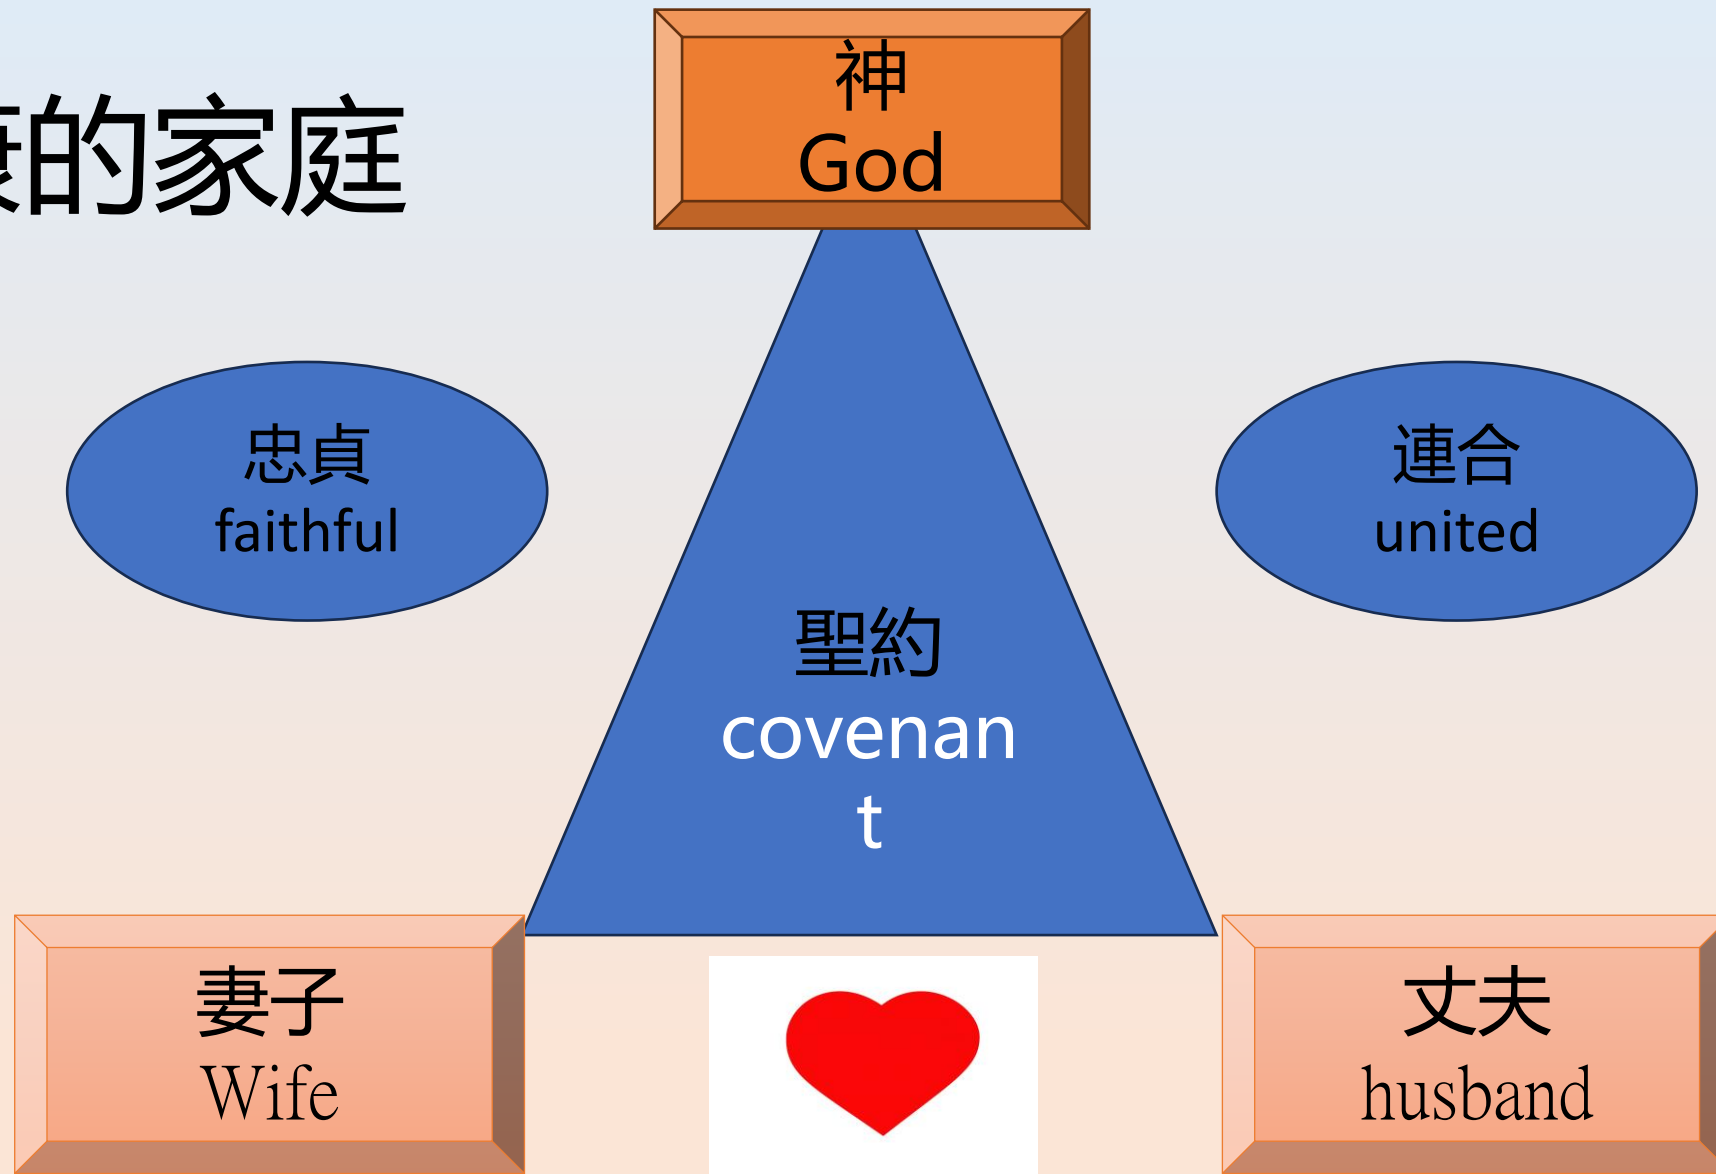 的家庭
神
God
忠貞
faithful
連合
united
聖約
covenan
t
妻子
Wife
丈夫
husband